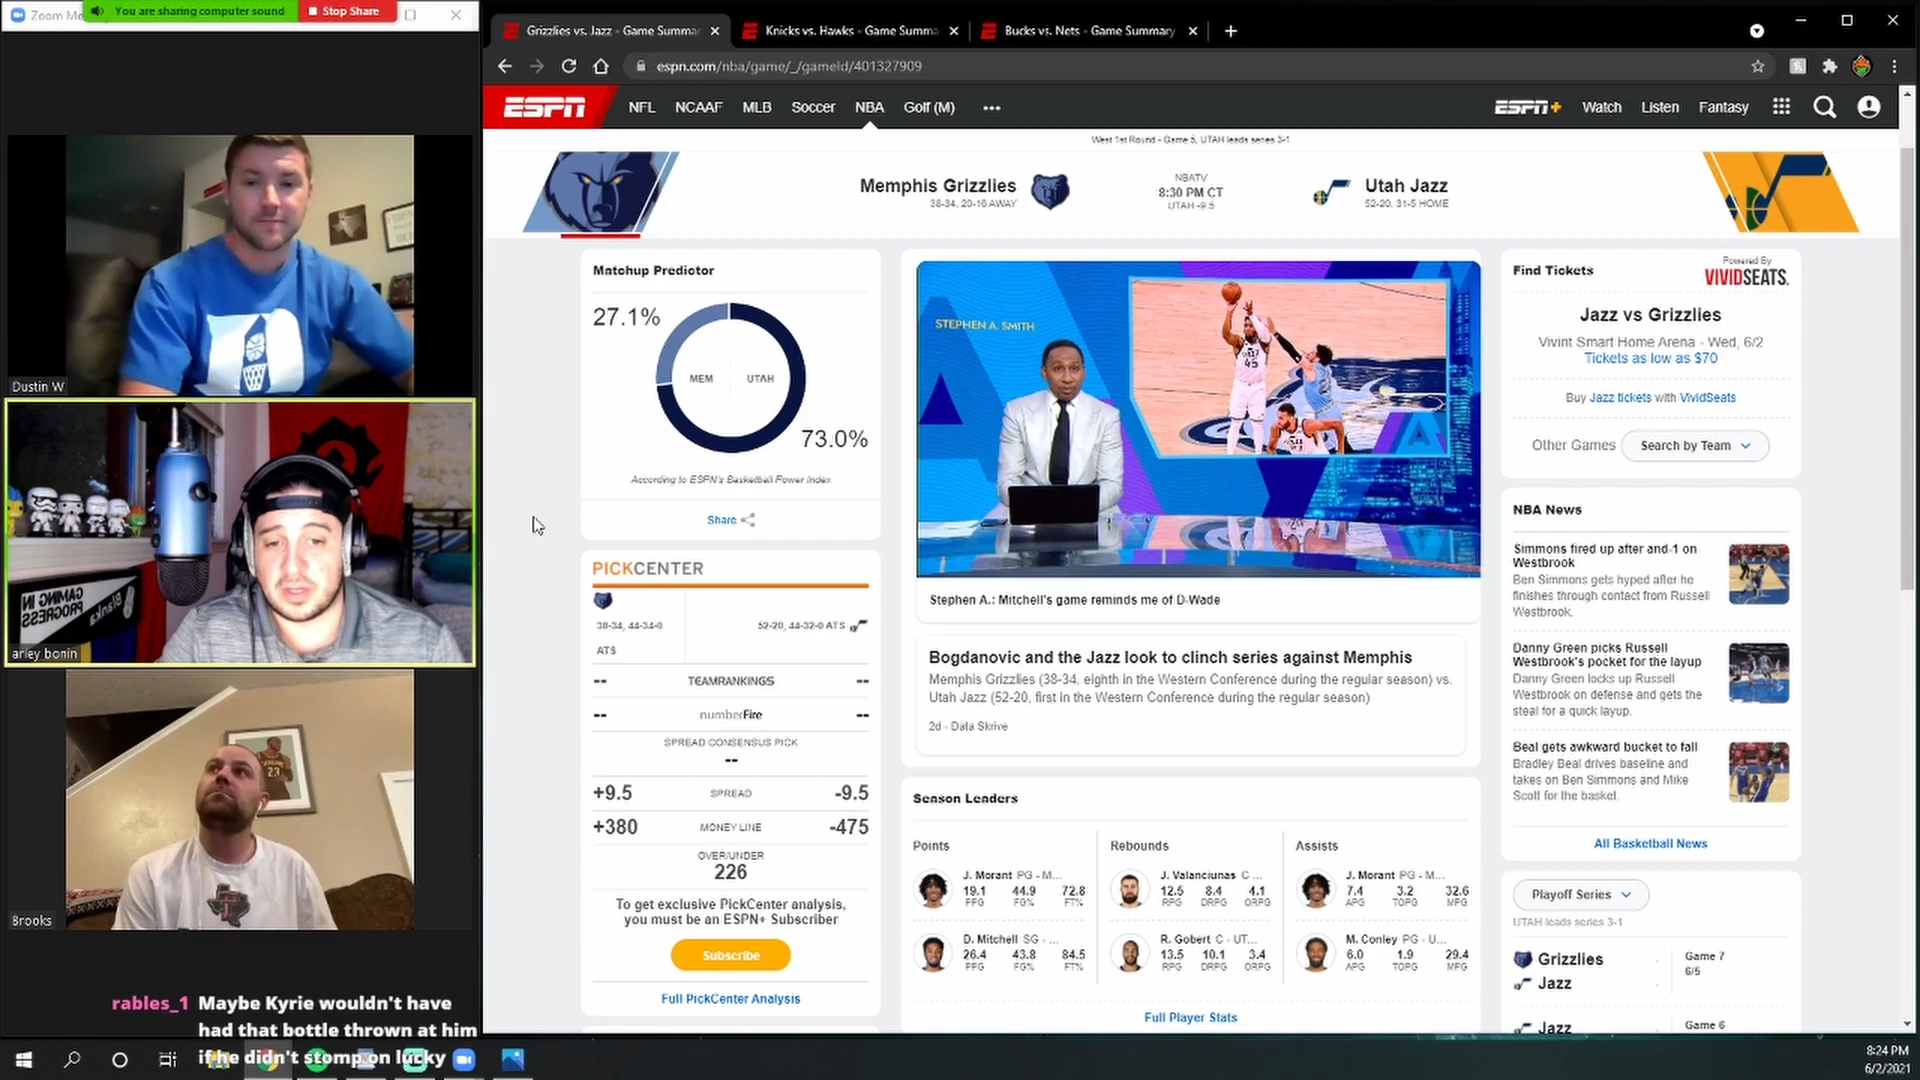 Zoom Me
You are sharing computer sound
Stop Share
Grizzlies vs. Jazz - Game Summar
Knicks vs. Hawks - Game Summa
Bucks vs. Nets - Game Summary
espn.com/nba/game/_/gameId/401327909
ESPN
NFL
NCAAF
MLB
Soccer
NBA
Golf (M)
ESPN+
Watch
Listen
Fantasy
West 1st Round - Game 5, UTAH leads series 3-1
Memphis Grizzlies
38-34, 20-16 AWAY
NBATV
8:30 PM CT
UTAH -9.5
Utah Jazz
52-20, 31-5 HOME
Dustin W
arley bonin
GAMING IN PROGRESS
Blanka
Brooks
23
Matchup Predictor
27.1%
MEM
UTAH
73.0%
According to ESPN's Basketball Power Index
Share
PICKCENTER
38-34, 44-34-0
ATS
52-20, 44-32-0 ATS
-- TEAMRANKINGS --
-- numberFire --
SPREAD CONSENSUS PICK
--
+9.5 SPREAD -9.5
+380 MONEY LINE -475
OVER/UNDER
226
To get exclusive PickCenter analysis,
you must be an ESPN+ Subscriber
Subscribe
Full PickCenter Analysis
STEPHEN A. SMITH
45
Stephen A.: Mitchell's game reminds me of D-Wade
Bogdanovic and the Jazz look to clinch series against Memphis
Memphis Grizzlies (38-34, eighth in the Western Conference during the regular season) vs.
Utah Jazz (52-20, first in the Western Conference during the regular season)
2d - Data Skrive
Season Leaders
Points
J. Morant PG - M...
19.1 44.9 72.8
PPG FG% FT%
D. Mitchell SG - ...
26.4 43.8 84.5
PPG FG% FT%
Rebounds
J. Valanciunas C ...
12.5 8.4 4.1
RPG DRPG ORPG
R. Gobert C - UT...
13.5 10.1 3.4
RPG DRPG ORPG
Assists
J. Morant PG - M...
7.4 3.2 32.6
APG TOPG MPG
M. Conley PG - U...
6.0 1.9 29.4
APG TOPG MPG
Full Player Stats
Find Tickets
Powered By
VIVIDSEATS.
Jazz vs Grizzlies
Vivint Smart Home Arena - Wed, 6/2
Tickets as low as $70
Buy Jazz tickets with VividSeats
Other Games
Search by Team
NBA News
Simmons fired up after and-1 on
Westbrook
Ben Simmons gets hyped after he
finishes through contact from Russell
Westbrook.
Danny Green picks Russell
Westbrook's pocket for the layup
Danny Green locks up Russell
Westbrook on defense and gets the
steal for a quick layup.
Beal gets awkward bucket to fall
Bradley Beal drives baseline and
takes on Ben Simmons and Mike
Scott for the basket.
All Basketball News
Playoff Series
UTAH leads series 3-1
Grizzlies
Jazz
Game 7
6/5
Jazz
Game 6
rables_1 Maybe Kyrie wouldn't have
had that bottle thrown at him
if he didn't stomp on lucky
8:24 PM
6/2/2021